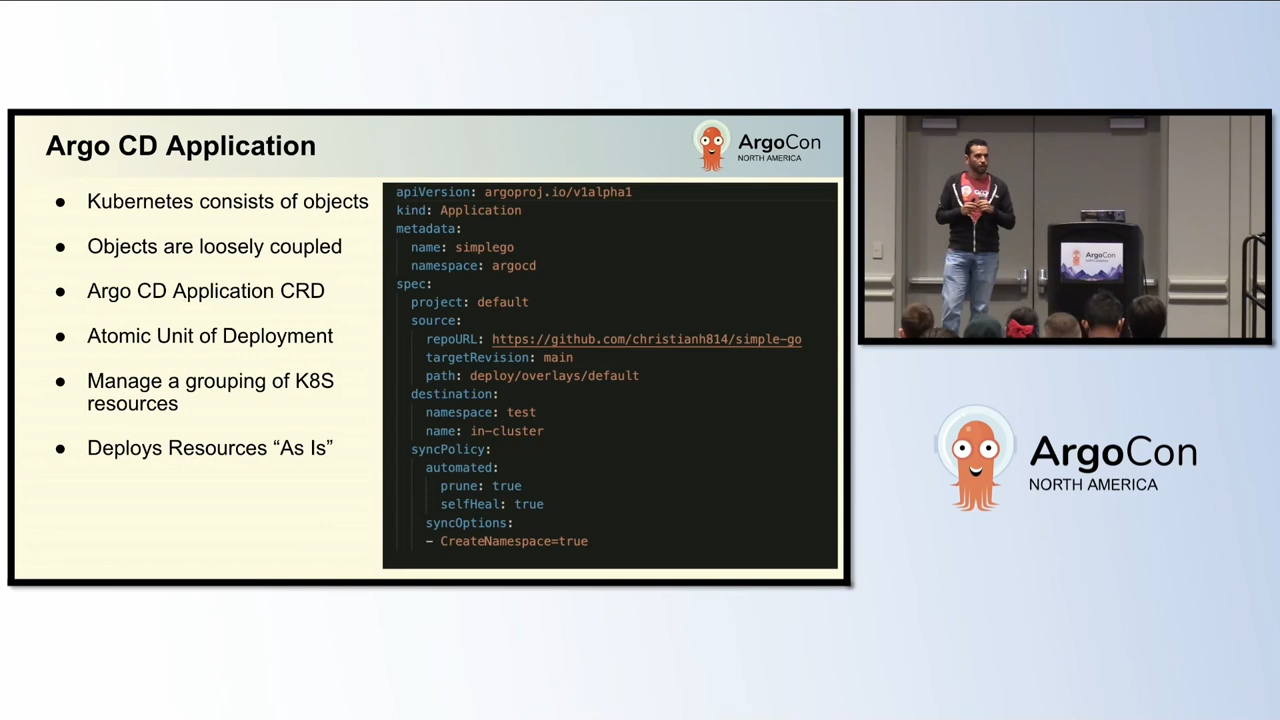 Argo CD Application
ArgoCon
NORTH AMERICA
● Kubernetes consists of objects
● Objects are loosely coupled
● Argo CD Application CRD
● Atomic Unit of Deployment
● Manage a grouping of K8S
resources
● Deploys Resources “As Is”
apiVersion: argoproj.io/v1alpha1
kind: Application
metadata:
  name: simplego
  namespace: argocd
spec:
  project: default
  source:
    repoURL: https://github.com/christianh814/simple-go
    targetRevision: main
    path: deploy/overlays/default
  destination:
    namespace: test
    name: in-cluster
  syncPolicy:
    automated:
      prune: true
      selfHeal: true
    syncOptions:
    - CreateNamespace=true
ArgoCon
NORTH AMERICA
ArgoCon
NORTH AMERICA